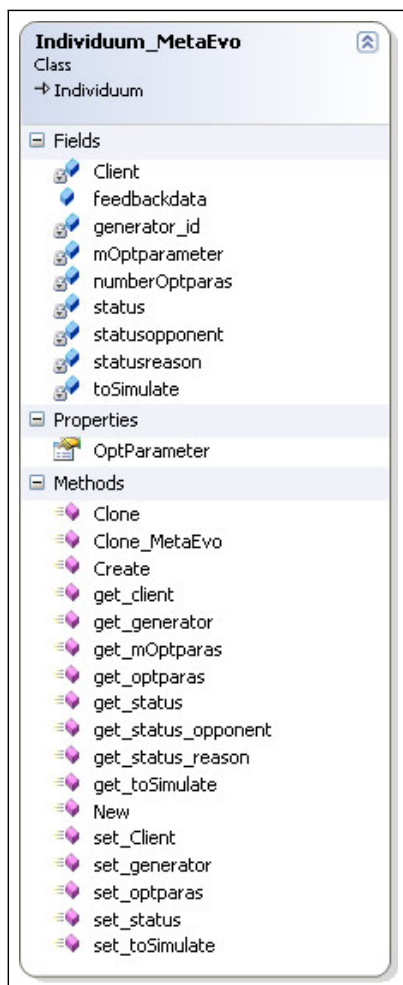 Individuum_MetaEvo
Class
Individuum
Fields
Client
feedbackdata
generator_id
mOptparameter
numberOptparas
status
statusopponent
statusreason
toSimulate
Properties
OptParameter
Methods
Clone
Clone_MetaEvo
Create
get_client
get_generator
get_mOptparas
get_optparas
get_status
get_status_opponent
get_status_reason
get_toSimulate
New
set_Client
set_generator
set_optparas
set_status
set_toSimulate